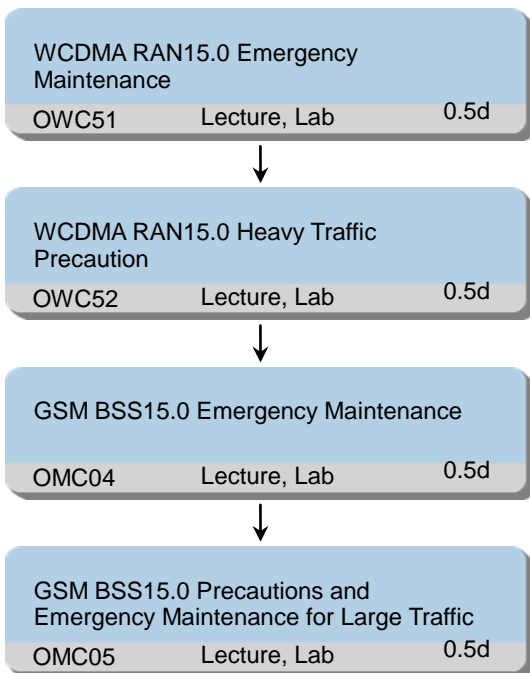 WCDMA RAN15.0 Emergency
Maintenance
OWC51 Lecture, Lab 0.5d
WCDMA RAN15.0 Heavy Traffic
Precaution
OWC52 Lecture, Lab 0.5d
GSM BSS15.0 Emergency Maintenance
OMC04 Lecture, Lab 0.5d
GSM BSS15.0 Precautions and
Emergency Maintenance for Large Traffic
OMC05 Lecture, Lab 0.5d